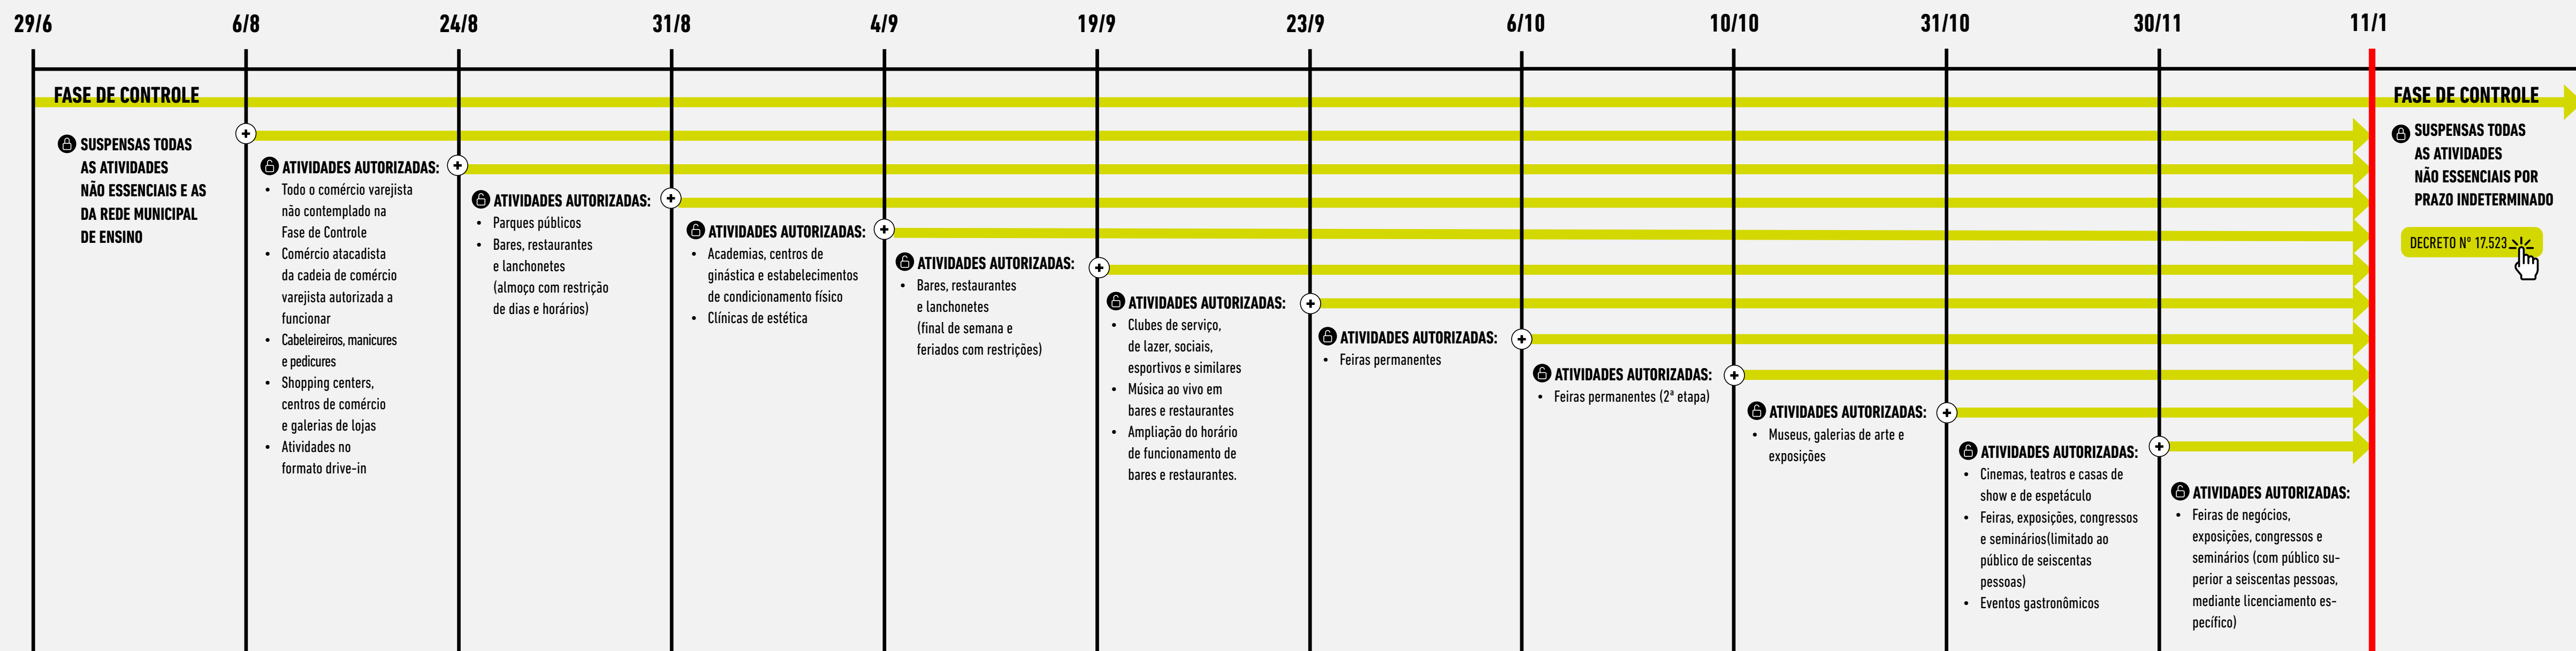 29/6
6/8
24/8
31/8
4/9
19/9
23/9
6/10
10/10
31/10
30/11
11/1
FASE DE CONTROLE
SUSPENSAS TODAS
AS ATIVIDADES
NÃO ESSENCIAIS E AS
DA REDE MUNICIPAL
DE ENSINO
ATIVIDADES AUTORIZADAS:
• Todo o comércio varejista
não contemplado na
Fase de Controle
• Comércio atacadista
da cadeia de comércio
varejista autorizada a
funcionar
• Cabeleireiros, manicures
e pedicures
• Shopping centers,
centros de comércio
e galerias de lojas
• Atividades no
formato drive-in
ATIVIDADES AUTORIZADAS:
• Parques públicos
• Bares, restaurantes
e lanchonetes
(almoço com restrição
de dias e horários)
ATIVIDADES AUTORIZADAS:
• Academias, centros de
ginástica e estabelecimentos
de condicionamento físico
• Clínicas de estética
ATIVIDADES AUTORIZADAS:
• Bares, restaurantes
e lanchonetes
(final de semana e
feriados com restrições)
ATIVIDADES AUTORIZADAS:
• Clubes de serviço,
de lazer, sociais,
esportivos e similares
• Música ao vivo em
bares e restaurantes
• Ampliação do horário
de funcionamento de
bares e restaurantes.
ATIVIDADES AUTORIZADAS:
• Feiras permanentes
ATIVIDADES AUTORIZADAS:
• Feiras permanentes (2ª etapa)
ATIVIDADES AUTORIZADAS:
• Museus, galerias de arte e
exposições
ATIVIDADES AUTORIZADAS:
• Cinemas, teatros e casas de
show e de espetáculo
• Feiras, exposições, congressos
e seminários(limitado ao
público de seiscentas
pessoas)
• Eventos gastronômicos
ATIVIDADES AUTORIZADAS:
• Feiras de negócios,
exposições, congressos e
seminários (com público su-
perior a seiscentas pessoas,
mediante licenciamento es-
pecífico)
FASE DE CONTROLE
SUSPENSAS TODAS
AS ATIVIDADES
NÃO ESSENCIAIS POR
PRAZO INDETERMINADO
DECRETO Nº 17.523